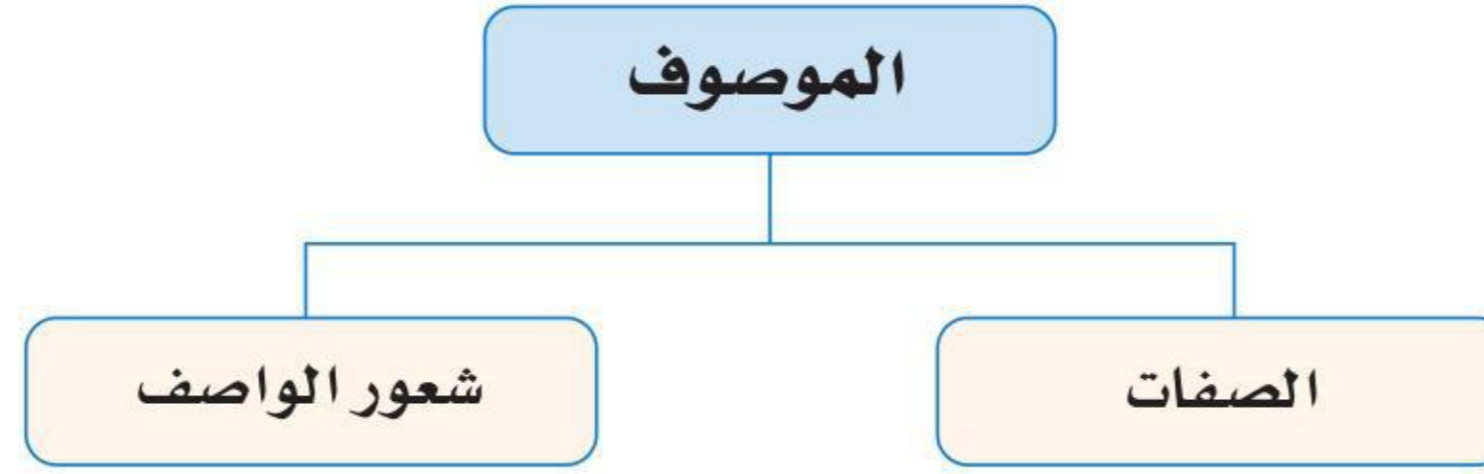 الموصوف
الصفات
شعور الواصف